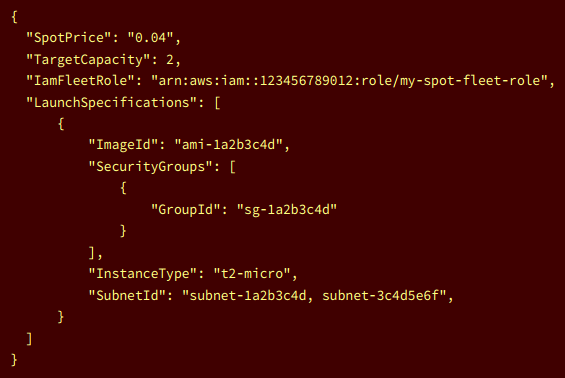 {
  "SpotPrice": "0.04",
  "TargetCapacity": 2,
  "IamFleetRole": "arn:aws:iam::123456789012:role/my-spot-fleet-role",
  "LaunchSpecifications": [
      {
          "ImageId": "ami-1a2b3c4d",
          "SecurityGroups": [
              {
                  "GroupId": "sg-1a2b3c4d"
              }
          ],
          "InstanceType": "t2-micro",
          "SubnetId": "subnet-1a2b3c4d, subnet-3c4d5e6f",
      }
  ]
}